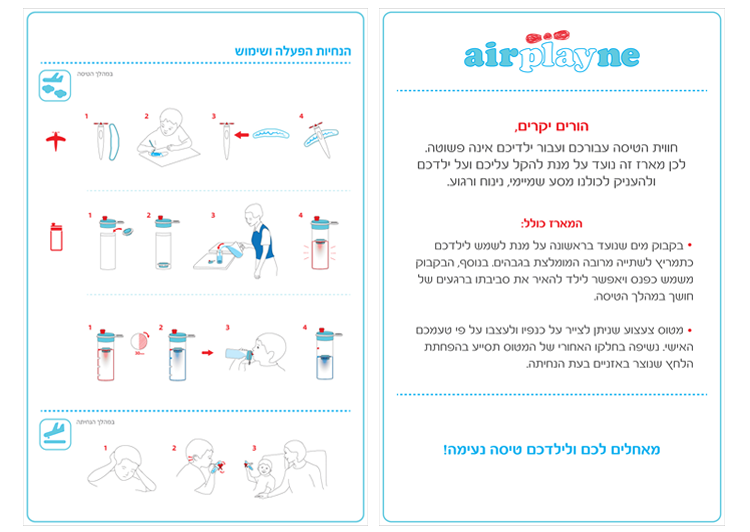 airplayne
הורים יקרים,
חווית הטיסה עבורכם ועבור ילדיכם אינה פשוטה.
לכן מארז זה נועד על מנת להקל עליכם ועל ילדכם
ולהעניק לכולנו מסע שמיימי, נינוח ורגוע.
המארז כולל:
• בקבוק מים שנועד בראשונה על מנת לשמש לילדכם
כתמריץ לשתייה מרובה המומלצת בגבהים. בנוסף, הבקבוק
משמש כפנס ויאפשר לילד להאיר את סביבתו ברגעים של
חושך במהלך הטיסה.
• מטוס צעצוע שניתן לצייר על כנפיו ולעצבו על פי טעמכם
האישי. נשיפה בחלקו האחורי של המטוס תסייע בהפחתת
הלחץ שנוצר באזניים בעת הנחיתה.
מאחלים לכם ולילדכם טיסה נעימה!
הנחיות הפעלה ושימוש
במהלך הטיסה
1 2 3 4
1 2 3 4
1 2 3 4
במהלך הנחיתה
1 2 3